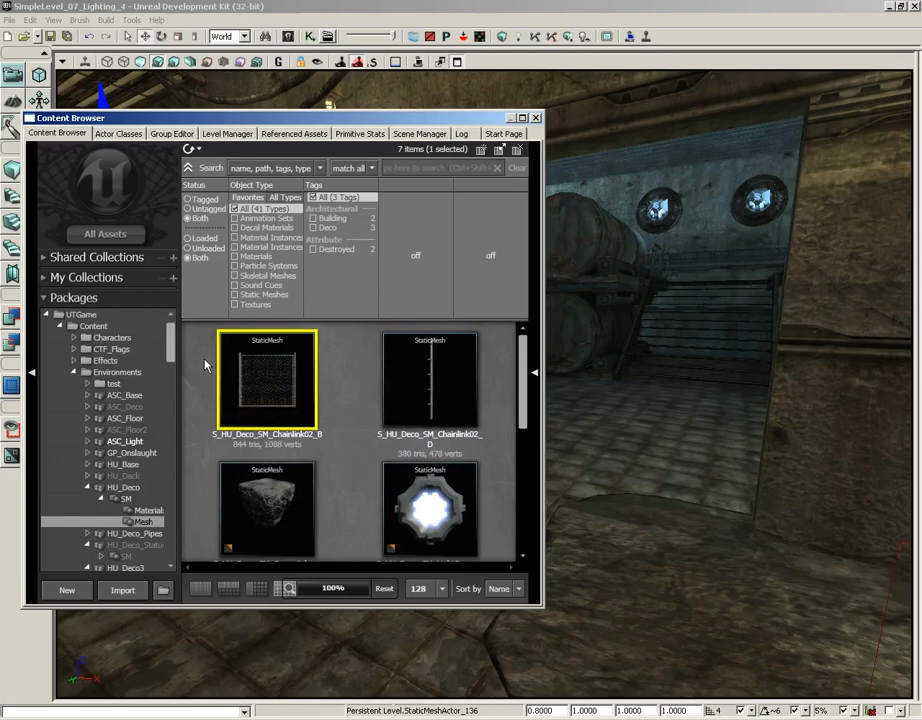 SimpleLevel_07_Lighting_4 - Unreal Development Kit (32-bit)
File Edit View Brush Build Tools Help
World
Content Browser
Content Browser Actor Classes Group Editor Level Manager Referenced Assets Primitive Stats Scene Manager Log Start Page
7 items (1 selected)
Search name, path, tags, type match all Clear
Status Object Type Tags
Tagged Favorites All Types All (3 Tags)
Untagged All (41 Types) Architectural
Both Animation Sets Building 2
Decal Materials Deco 3
Loaded Material Instances Attribute
Unloaded Material Instances Destroyed 2
Both Materials off off
Particle Systems
Skeletal Meshes
Sound Cues
Static Meshes
Textures
All Assets
Shared Collections
My Collections
Packages
UTGame
Content
Characters
CTF_Flags
Effects
Environments
test
ASC_Base
ASC_Deco
ASC_Floor
ASC_Floor2
ASC_Light
GP_Onslaught
HU_Base
HU_Deck
HU_Deco
SM
Material
Mesh
HU_Deco_Pipes
HU_Deco_Statu
SM
HU_Deco3
StaticMesh StaticMesh
S_HU_Deco_SM_Chainlink02_B
844 tris, 1088 verts
S_HU_Deco_SM_Chainlink02_
D
380 tris, 478 verts
StaticMesh StaticMesh
New Import
100% Reset 128 Sort by Name
Persistent Level.StaticMeshActor_136 0.8000 1.0000 1.0000 1.0000 4 6 5%